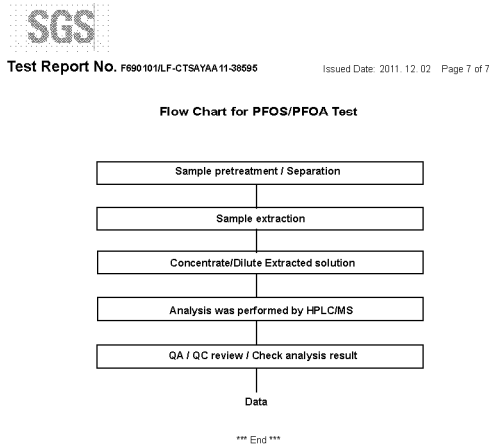 SGS
Test Report No. F690101/LF-CTSAYAA11-38595 Issued Date: 2011. 12. 02 Page 7 of 7
Flow Chart for PFOS/PFOA Test
Sample pretreatment / Separation
Sample extraction
Concentrate/Dilute Extracted solution
Analysis was performed by HPLC/MS
QA / QC review / Check analysis result
Data
*** End ***